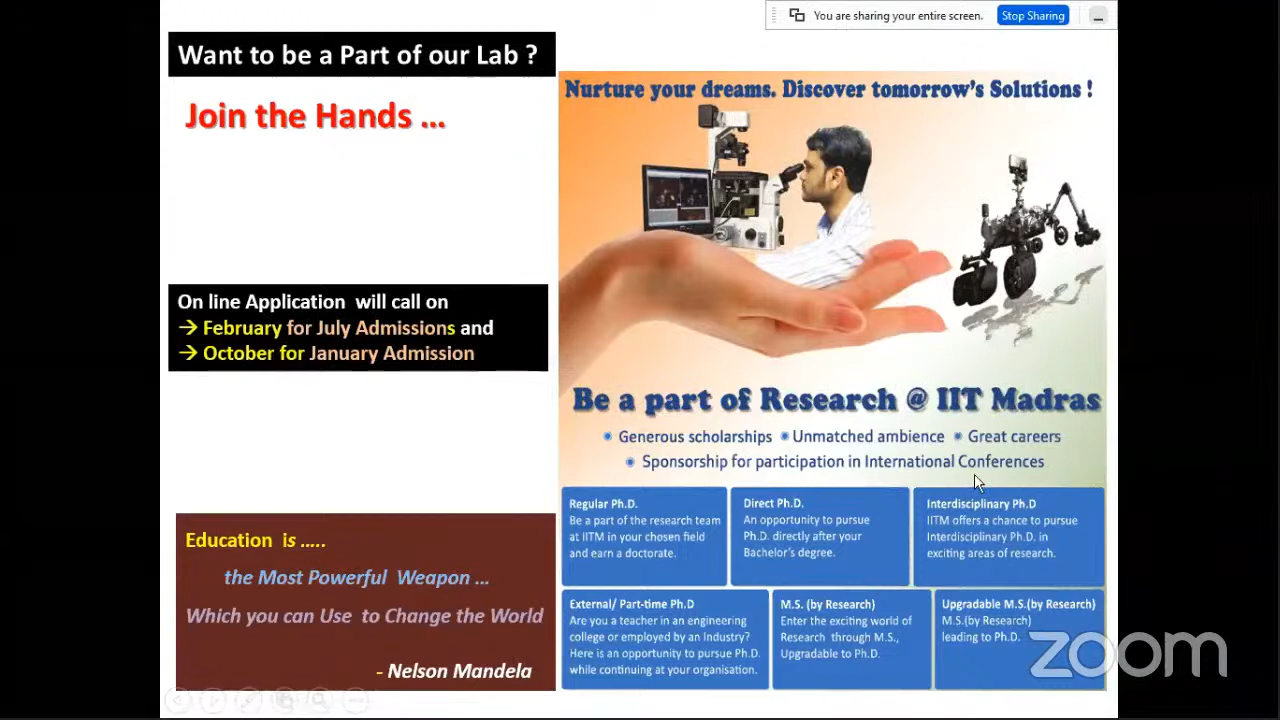 You are sharing your entire screen.
Stop Sharing
Want to be a Part of our Lab ?
Join the Hands ...
On line Application will call on
→ February for July Admissions and
→ October for January Admission
Education is .....
the Most Powerful Weapon ...
Which you can Use to Change the World
- Nelson Mandela
Nurture your dreams. Discover tomorrow's Solutions !
Be a part of Research @ IIT Madras
• Generous scholarships • Unmatched ambience • Great careers
• Sponsorship for participation in International Conferences
Regular Ph.D.
Be a part of the research team
at IITM in your chosen field
and earn a doctorate.
Direct Ph.D.
An opportunity to pursue
Ph.D. directly after your
Bachelor's degree.
Interdisciplinary Ph.D
IITM offers a chance to pursue
Interdisciplinary Ph.D. in
exciting areas of research.
External/ Part-time Ph.D
Are you a teacher in an engineering
college or employed by an Industry?
Here is an opportunity to pursue Ph.D.
while continuing at your organisation.
M.S. (by Research)
Enter the exciting world of
Research through M.S.,
Upgradable to Ph.D.
Upgradable M.S.(by Research)
M.S.(by Research)
leading to Ph.D.
zoom